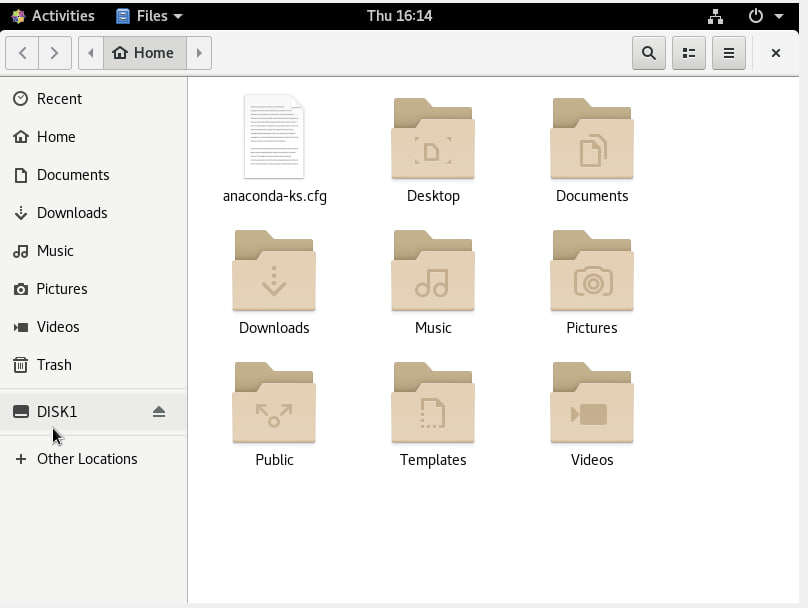 Activities Files Thu 16:14
Home
Recent
Home
Documents
Downloads
Music
Pictures
Videos
Trash
DISK1
Other Locations
anaconda-ks.cfg Desktop Documents
Downloads Music Pictures
Public Templates Videos